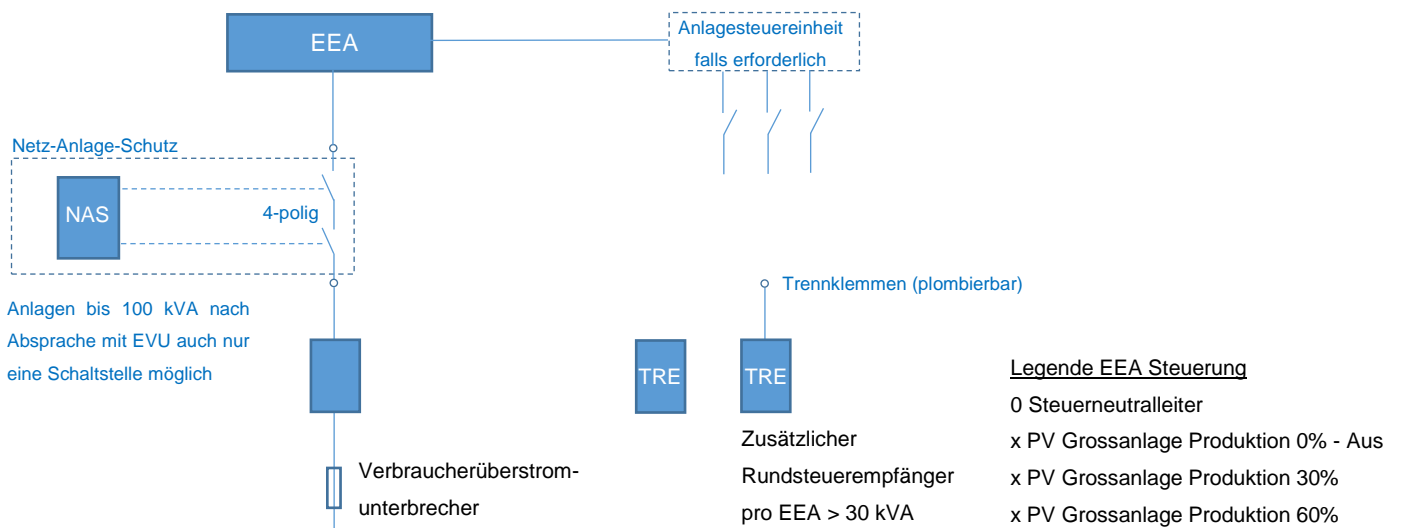 EEA
Anlagesteuereinheit
falls erforderlich
Netz-Anlage-Schutz
NAS
4-polig
Trennklemmen (plombierbar)
Anlagen bis 100 kVA nach
Absprache mit EVU auch nur
eine Schaltstelle möglich
TRE
TRE
Legende EEA Steuerung
0 Steuerneutralleiter
x PV Grossanlage Produktion 0% - Aus
x PV Grossanlage Produktion 30%
x PV Grossanlage Produktion 60%
Zusätzlicher
Rundsteuerempfänger
pro EEA > 30 kVA
Verbraucherüberstrom-
unterbrecher